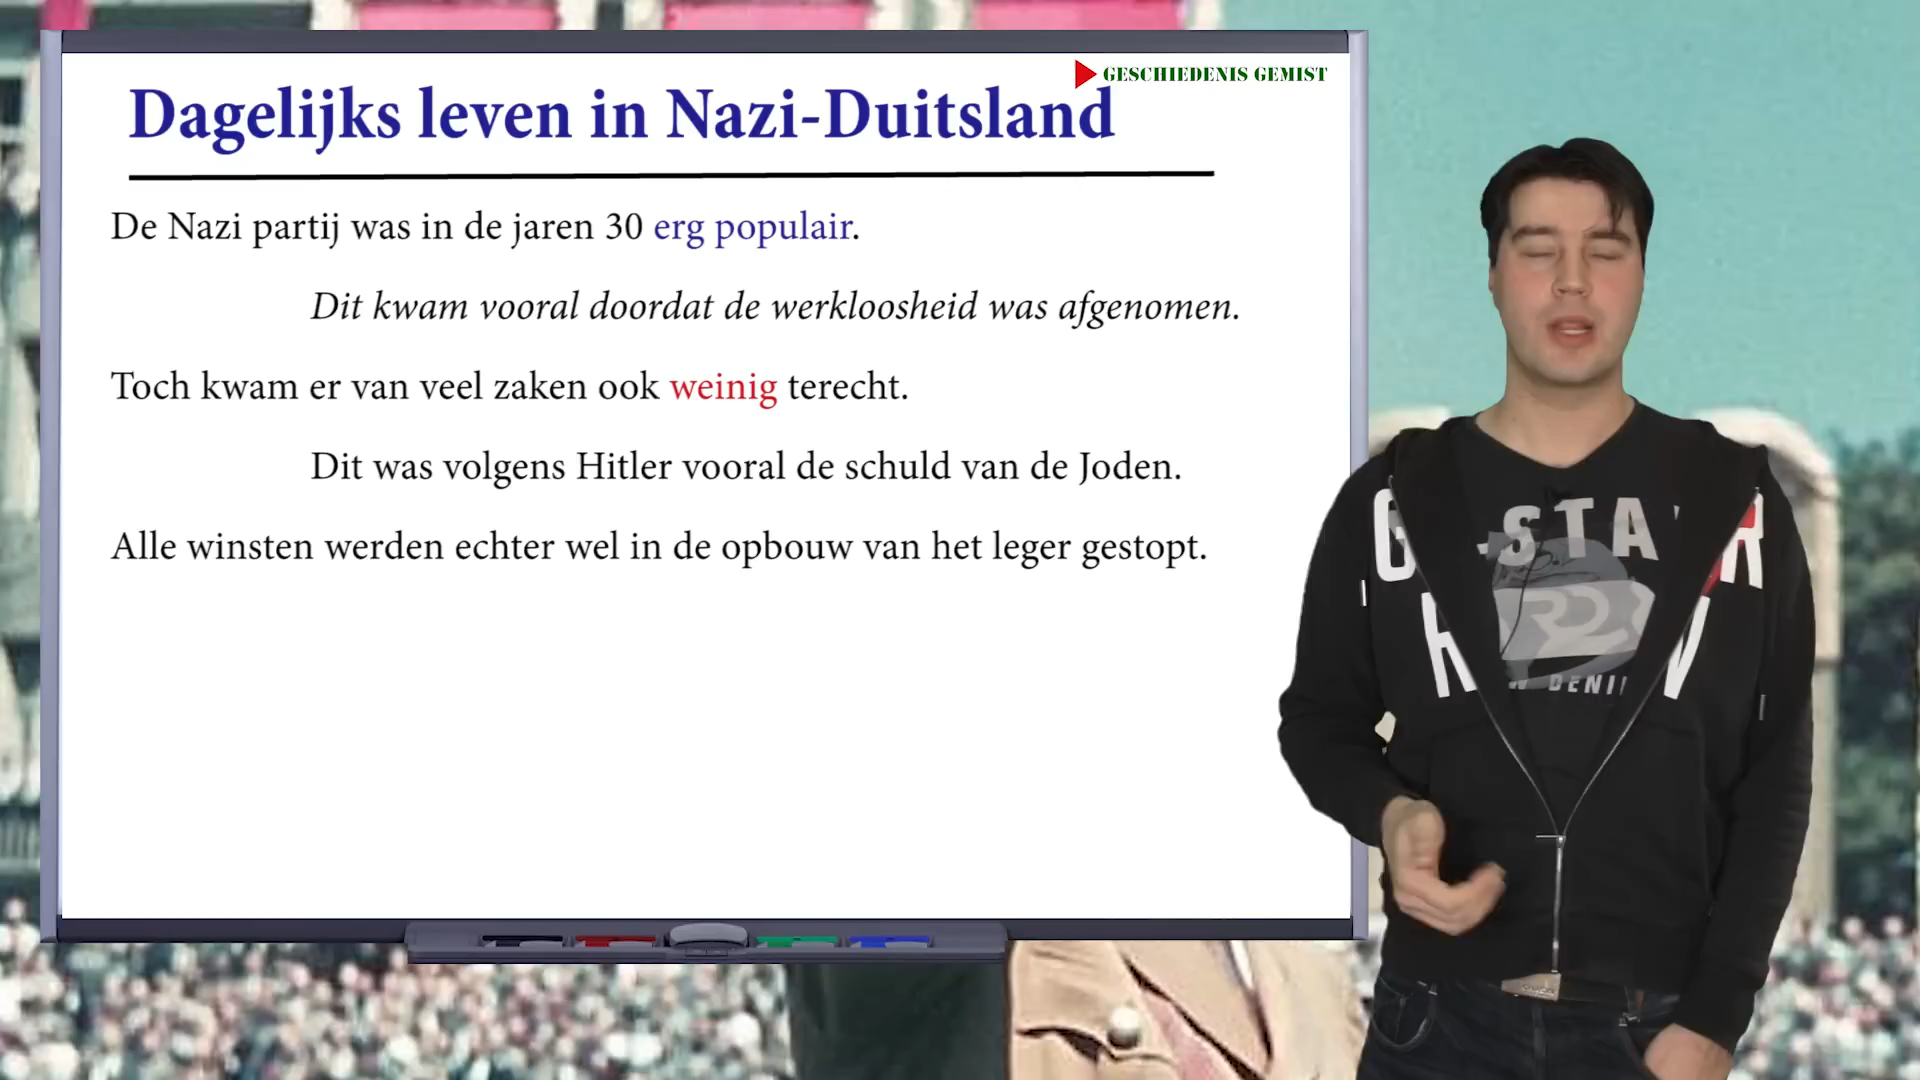 GESCHIEDENIS GEMIST
Dagelijks leven in Nazi-Duitsland
De Nazi partij was in de jaren 30 erg populair.
Dit kwam vooral doordat de werkloosheid was afgenomen.
Toch kwam er van veel zaken ook weinig terecht.
Dit was volgens Hitler vooral de schuld van de Joden.
Alle winsten werden echter wel in de opbouw van het leger gestopt.
G -STA R
R W
DENI